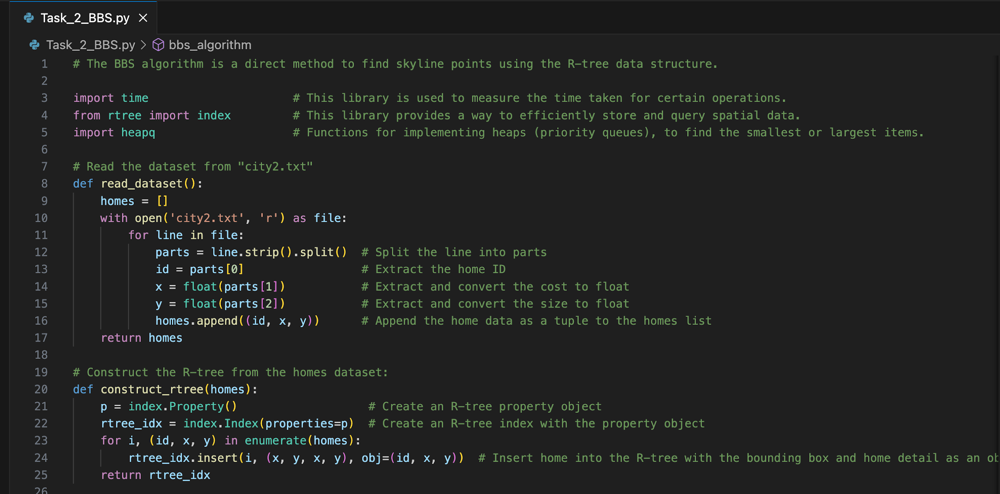 Task_2_BBS.py
Task_2_BBS.py > bbs_algorithm
1 # The BBS algorithm is a direct method to find skyline points using the R-tree data structure.
2
3 import time # This library is used to measure the time taken for certain operations.
4 from rtree import index # This library provides a way to efficiently store and query spatial data.
5 import heapq # Functions for implementing heaps (priority queues), to find the smallest or largest items.
6
7 # Read the dataset from "city2.txt"
8 def read_dataset():
9 homes = []
10 with open('city2.txt', 'r') as file:
11 for line in file:
12 parts = line.strip().split() # Split the line into parts
13 id = parts[0] # Extract the home ID
14 x = float(parts[1]) # Extract and convert the cost to float
15 y = float(parts[2]) # Extract and convert the size to float
16 homes.append((id, x, y)) # Append the home data as a tuple to the homes list
17 return homes
18
19 # Construct the R-tree from the homes dataset:
20 def construct_rtree(homes):
21 p = index.Property() # Create an R-tree property object
22 rtree_idx = index.Index(properties=p) # Create an R-tree index with the property object
23 for i, (id, x, y) in enumerate(homes):
24 rtree_idx.insert(i, (x, y, x, y), obj=(id, x, y)) # Insert home into the R-tree with the bounding box and home detail as an
25 return rtree_idx
26